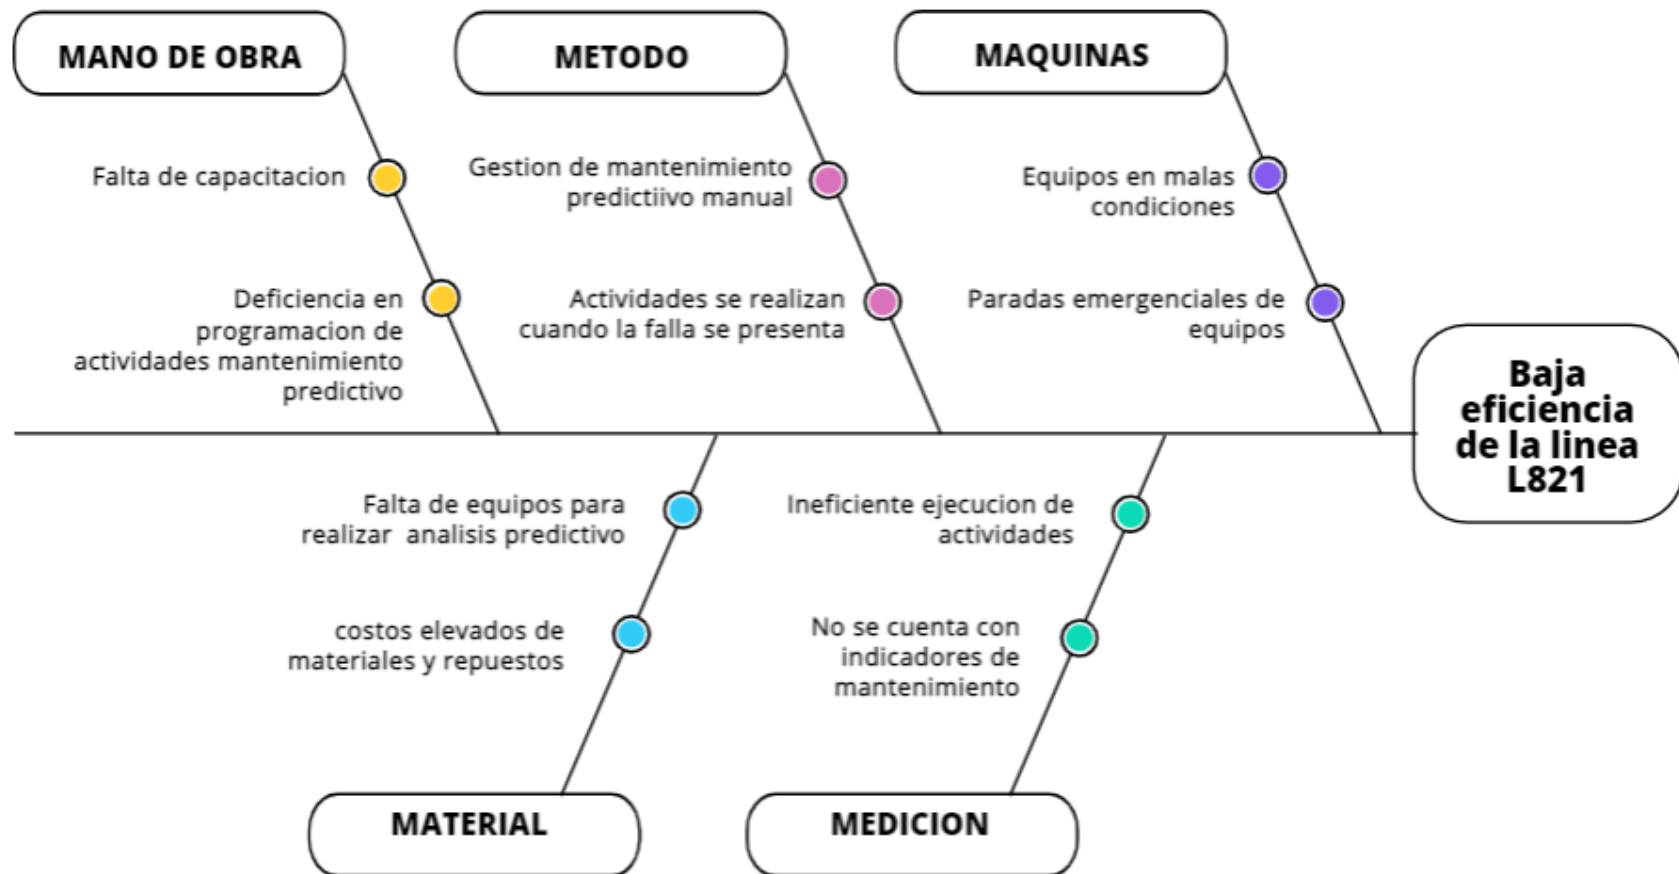 MANO DE OBRA
METODO
MAQUINAS
Falta de capacitacion
Deficiencia en
programacion de
actividades mantenimiento
predictivo
Gestion de mantenimiento
predictiivo manual
Actividades se realizan
cuando la falla se presenta
Equipos en malas
condiciones
Paradas emergenciales de
equipos
Baja
eficiencia
de la linea
L821
Falta de equipos para
realizar analisis predictivo
costos elevados de
materiales y repuestos
Ineficiente ejecucion de
actividades
No se cuenta con
indicadores de
mantenimiento
MATERIAL
MEDICION